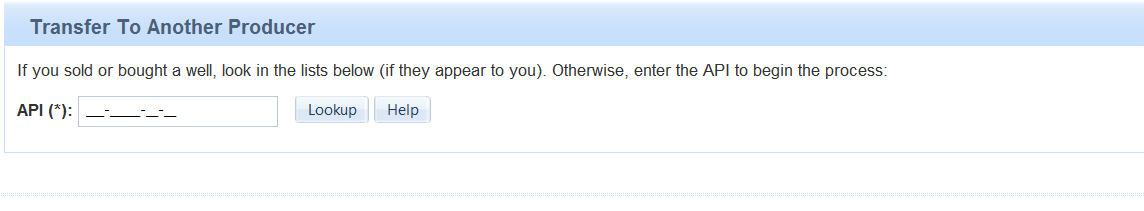 Transfer To Another Producer
If you sold or bought a well, look in the lists below (if they appear to you). Otherwise, enter the API to begin the process:
API (*): __-____-_-_ Lookup Help